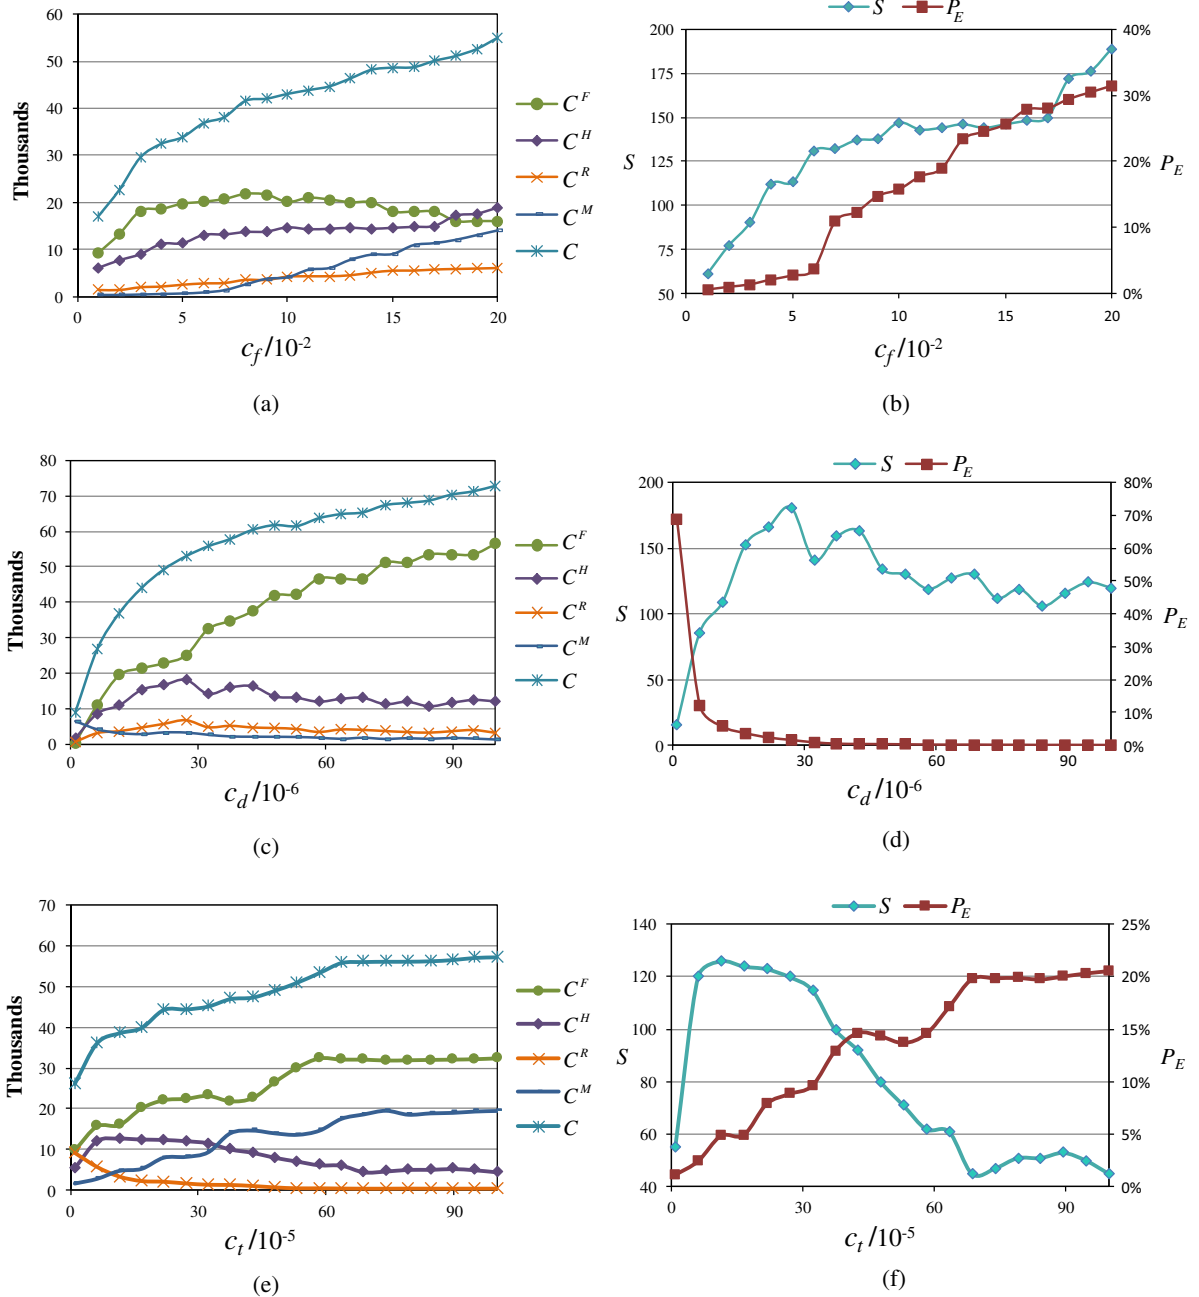 60
50
40
30
20
10
0
Thousands
0 5 10 15 20
c_f /10^-2
C^F
C^H
C^R
C^M
C
(a)
S P_E
200
175
150
125
100
75
50
S
40%
30%
20%
10%
0%
P_E
0 5 10 15 20
c_f /10^-2
(b)
80
70
60
50
40
30
20
10
0
Thousands
0 30 60 90
c_d /10^-6
C^F
C^H
C^R
C^M
C
(c)
S P_E
200
150
100
50
0
S
80%
70%
60%
50%
40%
30%
20%
10%
0%
P_E
0 30 60 90
c_d /10^-6
(d)
70
60
50
40
30
20
10
0
Thousands
0 30 60 90
c_t /10^-5
C^F
C^H
C^R
C^M
C
(e)
S P_E
140
120
100
80
60
40
S
25%
20%
15%
10%
5%
0%
P_E
0 30 60 90
c_t /10^-5
(f)